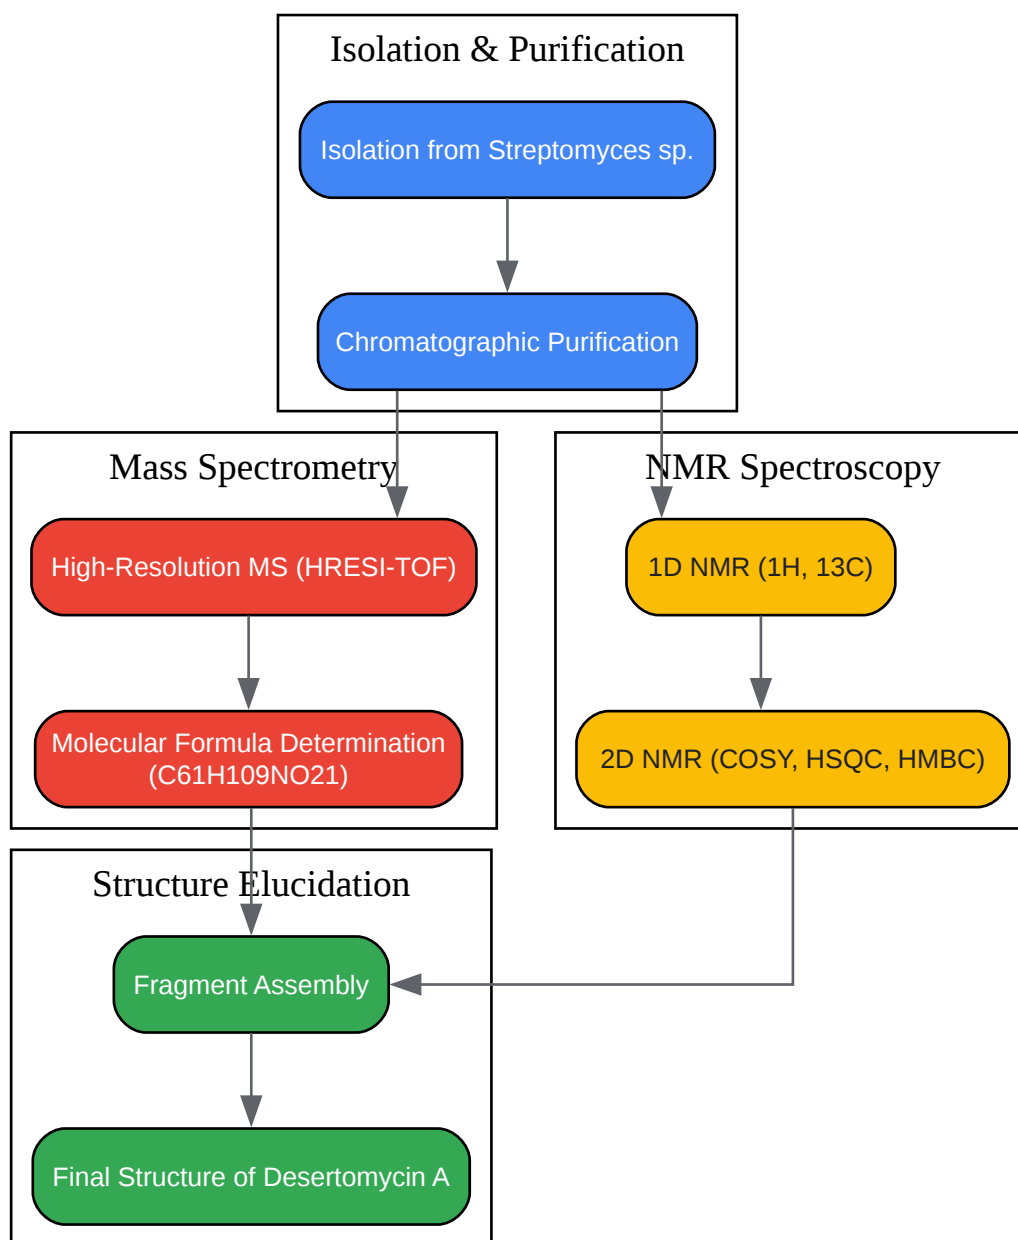 Isolation & Purification
Isolation from Streptomyces sp.
Chromatographic Purification
Mass Spectrometry
High-Resolution MS (HRESI-TOF)
Molecular Formula Determination
(C61H109NO21)
NMR Spectroscopy
1D NMR (1H, 13C)
2D NMR (COSY, HSQC, HMBC)
Structure Elucidation
Fragment Assembly
Final Structure of Desertomycin A